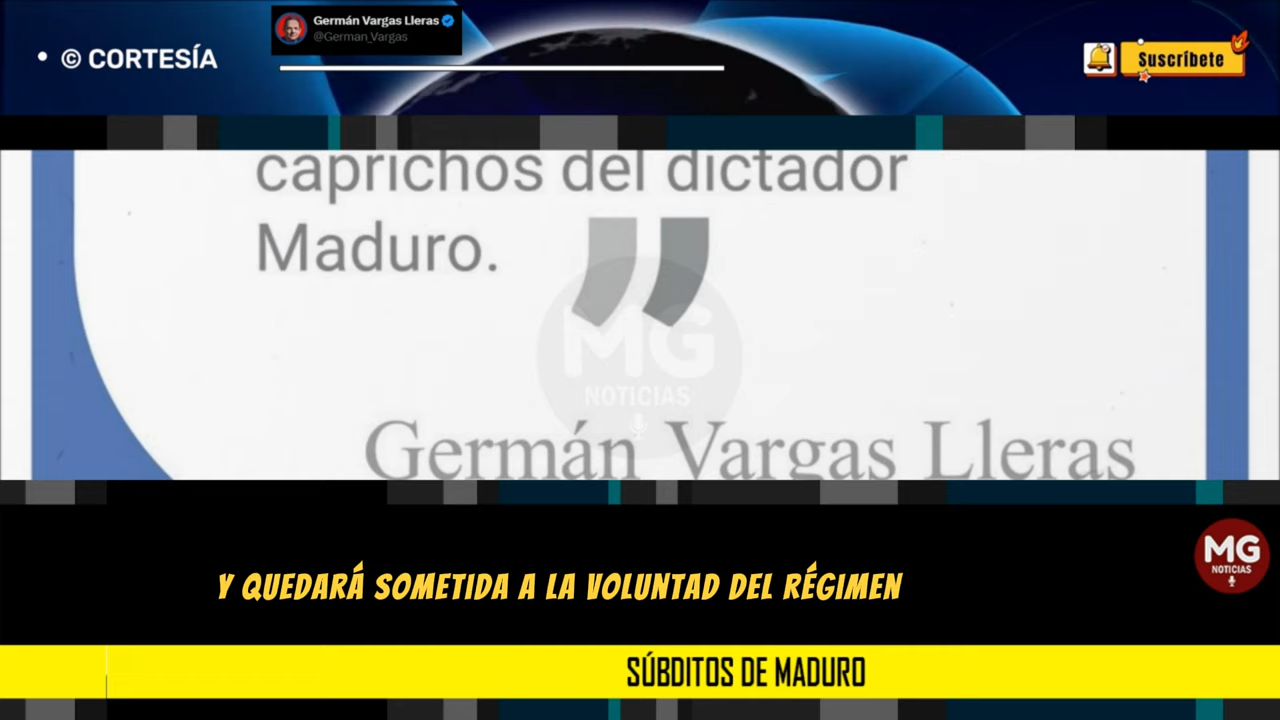 • © CORTESÍA
Germán Vargas Lleras
@German_Vargas
Suscríbete
caprichos del dictador
Maduro.”
MG
NOTICIAS
Germán Vargas Lleras
MG
NOTICIAS
Y QUEDARÁ SOMETIDA A LA VOLUNTAD DEL RÉGIMEN
SÚBDITOS DE MADURO